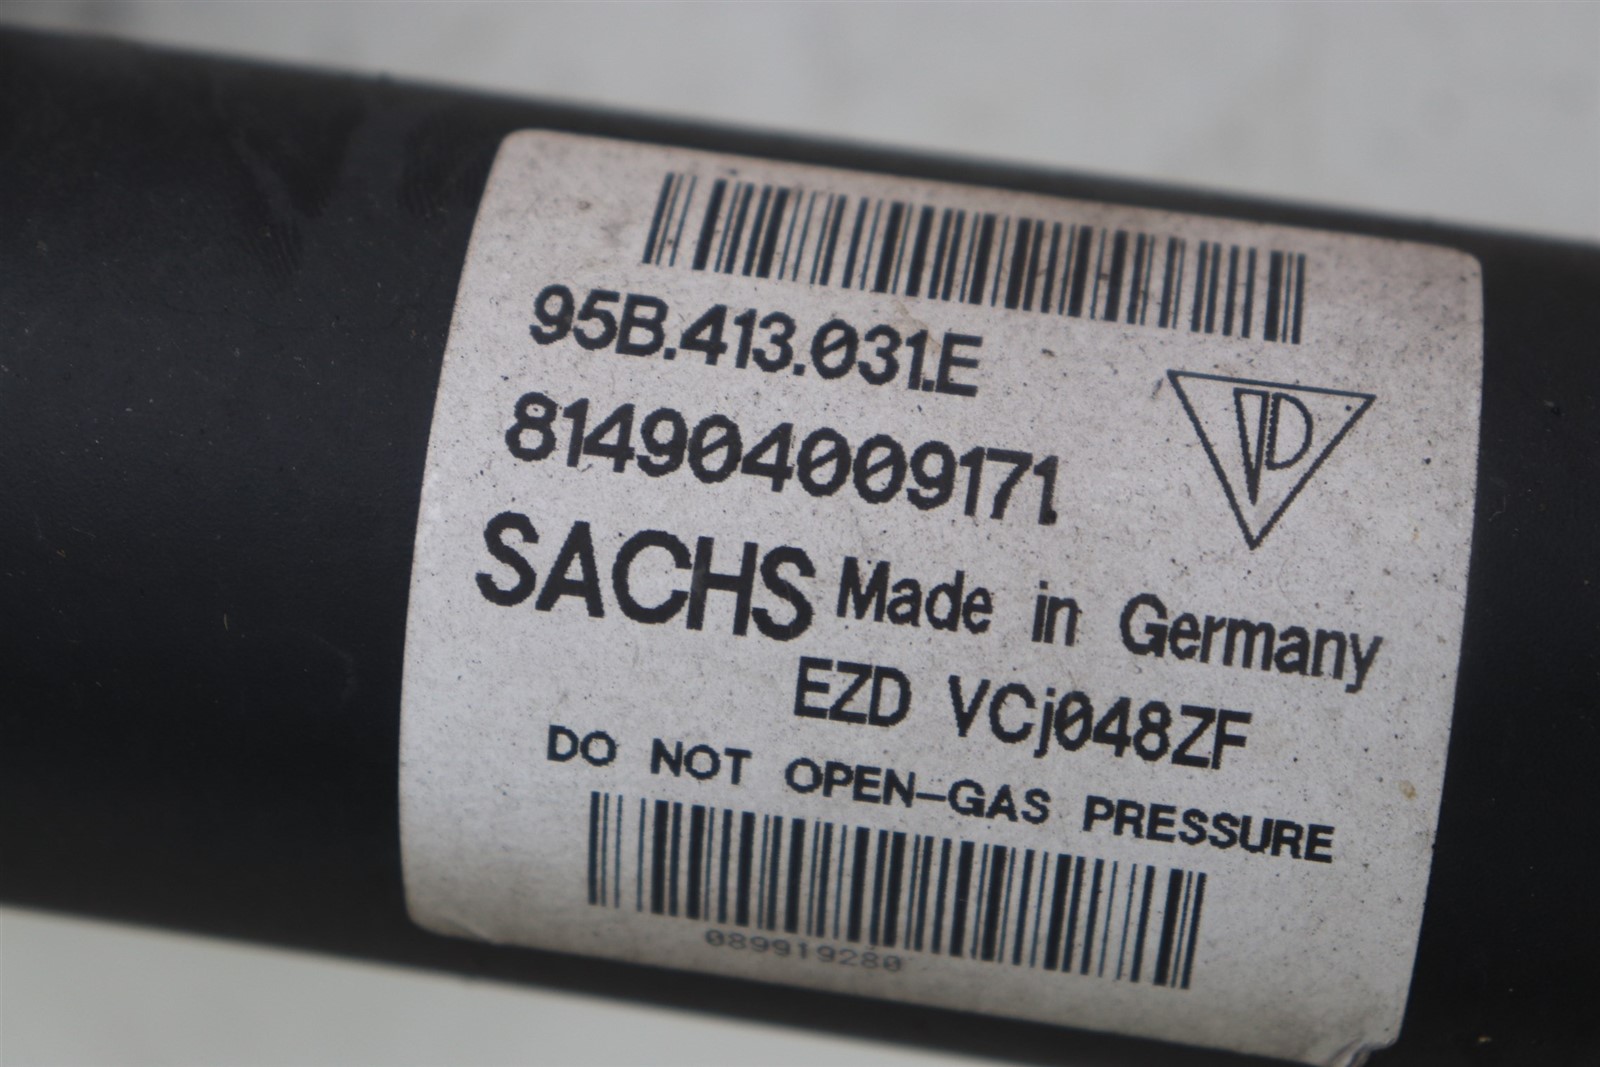 95B.413.031.E
814904009171.
SACHS Made in Germany
EZD VCj048ZF
DO NOT OPEN-GAS PRESSURE
089919280